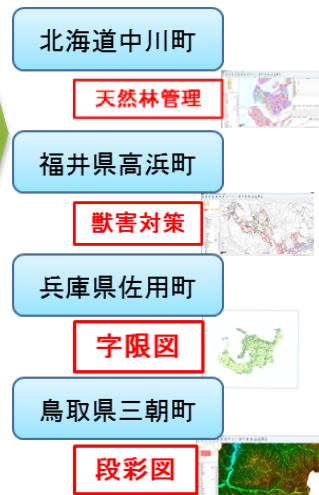 北海道中川町
天然林管理
福井県高浜町
獣害対策
兵庫県佐用町
字限図
鳥取県三朝町
段彩図